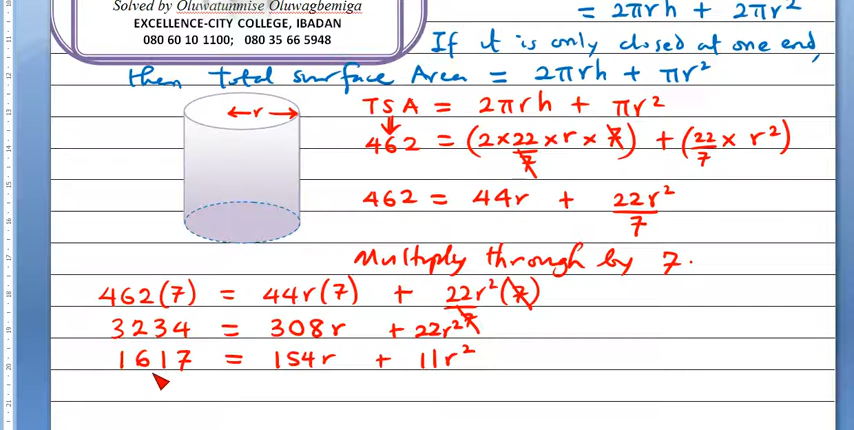 Solved by Oluwatunmise Oluwagbemiga
EXCELLENCE-CITY COLLEGE, IBADAN
080 60 10 1100; 080 35 66 5948
= 2πrh + 2πr²
If it is only closed at one end,
then total surface Area = 2πrh + πr²
r
TSA = 2πrh + πr²
462 = (2 × 22/7 × r × 7) + (22/7 × r²)
462 = 44r + 22r²/7
Multiply through by 7.
462(7) = 44r(7) + 22r²(7)/7
3234 = 308r + 22r²
1617 = 154r + 11r²